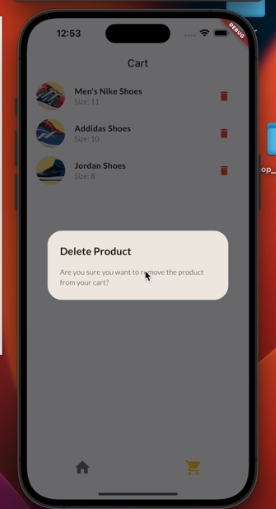 12:53
DEBUG
Cart
Men's Nike Shoes
Size: 11
Addidas Shoes
Size: 10
Jordan Shoes
Size: 8
Delete Product
Are you sure you want to remove the product
from your cart?